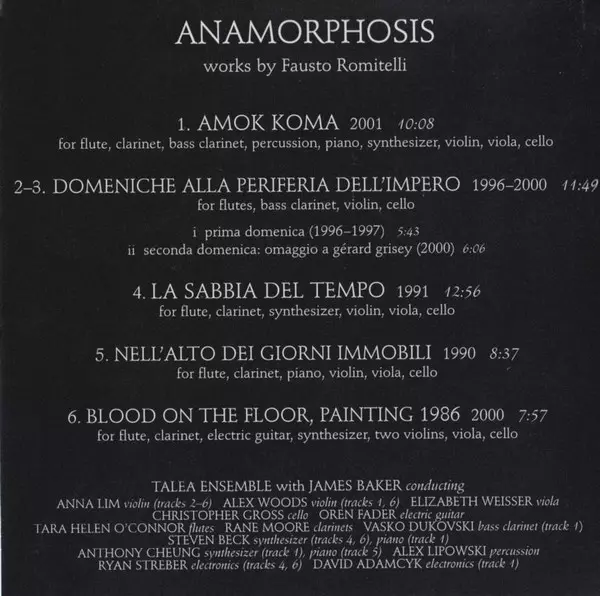 ANAMORPHOSIS
works by Fausto Romitelli
1. AMOK KOMA 2001 10:08
for flute, clarinet, bass clarinet, percussion, piano, synthesizer, violin, viola, cello
2–3. DOMENICHE ALLA PERIFERIA DELL'IMPERO 1996–2000 11:49
for flutes, bass clarinet, violin, cello
i prima domenica (1996–1997) 5:43
ii seconda domenica: omaggio a gérard grisey (2000) 6:06
4. LA SABBIA DEL TEMPO 1991 12:56
for flute, clarinet, synthesizer, violin, viola, cello
5. NELL'ALTO DEI GIORNI IMMOBILI 1990 8:37
for flute, clarinet, piano, violin, viola, cello
6. BLOOD ON THE FLOOR, PAINTING 1986 2000 7:57
for flute, clarinet, electric guitar, synthesizer, two violins, viola, cello
TALEA ENSEMBLE with JAMES BAKER conducting
ANNA LIM violin (tracks 2–6) ALEX WOODS violin (tracks 1, 6) ELIZABETH WEISSER viola
CHRISTOPHER GROSS cello OREN FADER electric guitar
TARA HELEN O'CONNOR flutes RANE MOORE clarinets VASKO DUKOVSKI bass clarinet (track 1)
STEVEN BECK synthesizer (tracks 4, 6), piano (track 1)
ANTHONY CHEUNG synthesizer (track 1), piano (track 5) ALEX LIPOWSKI percussion
RYAN STREBER electronics (tracks 4, 6) DAVID ADAMCYK electronics (track 1)